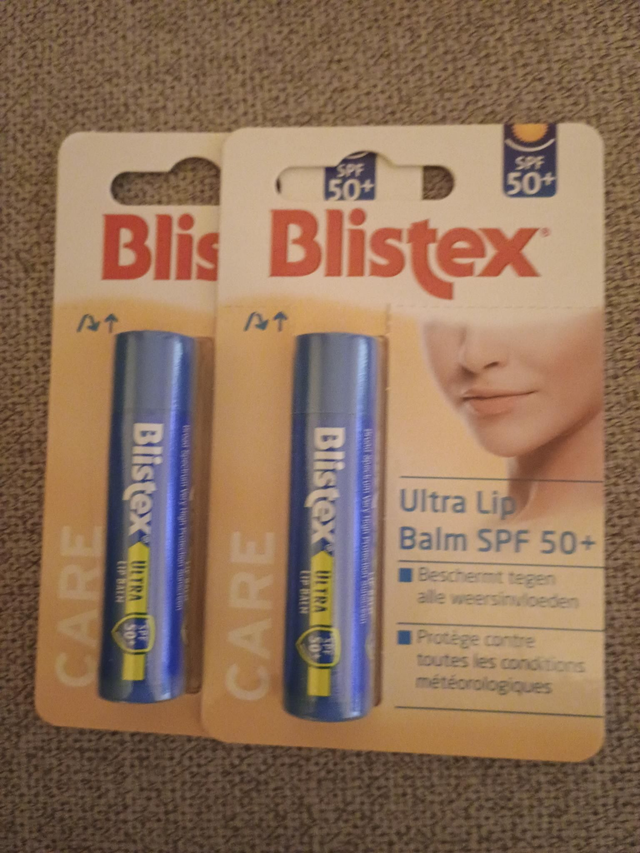 SPF
50+
SPF
50+
Blis
Blistex®
CARE
Blistex®
ULTRA
LIP BALM
SPF
50+
CARE
Blistex®
ULTRA
LIP BALM
SPF
50+
Ultra Lip
Balm SPF 50+
Beschermt tegen
alle weersinvloeden
Protège contre
toutes les conditions
météorologiques